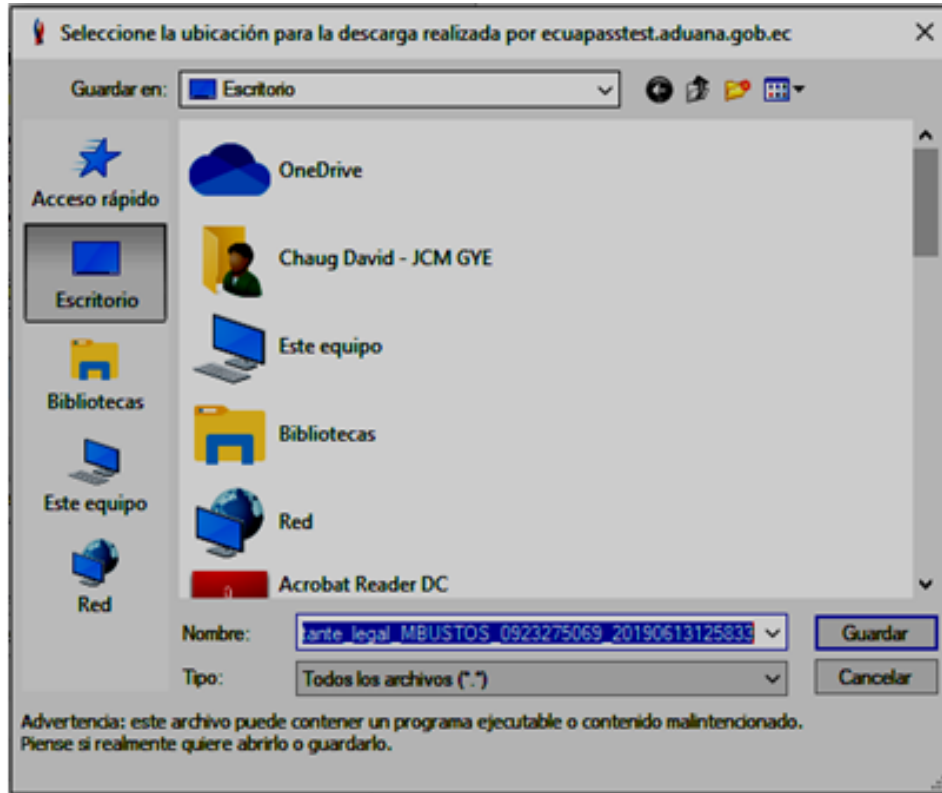 Seleccione la ubicación para la descarga realizada por ecuapasstest.aduana.gob.ec
Guardar en: Escritorio
Acceso rápido
Escritorio
Bibliotecas
Este equipo
Red
OneDrive
Chaug David - JCM GYE
Este equipo
Bibliotecas
Red
Acrobat Reader DC
Nombre: tante_legal_MBUSTOS_0923275069_20190613125833 Guardar
Tipo: Todos los archivos (*.*) Cancelar
Advertencia: este archivo puede contener un programa ejecutable o contenido malintencionado.
Piense si realmente quiere abrirlo o guardarlo.